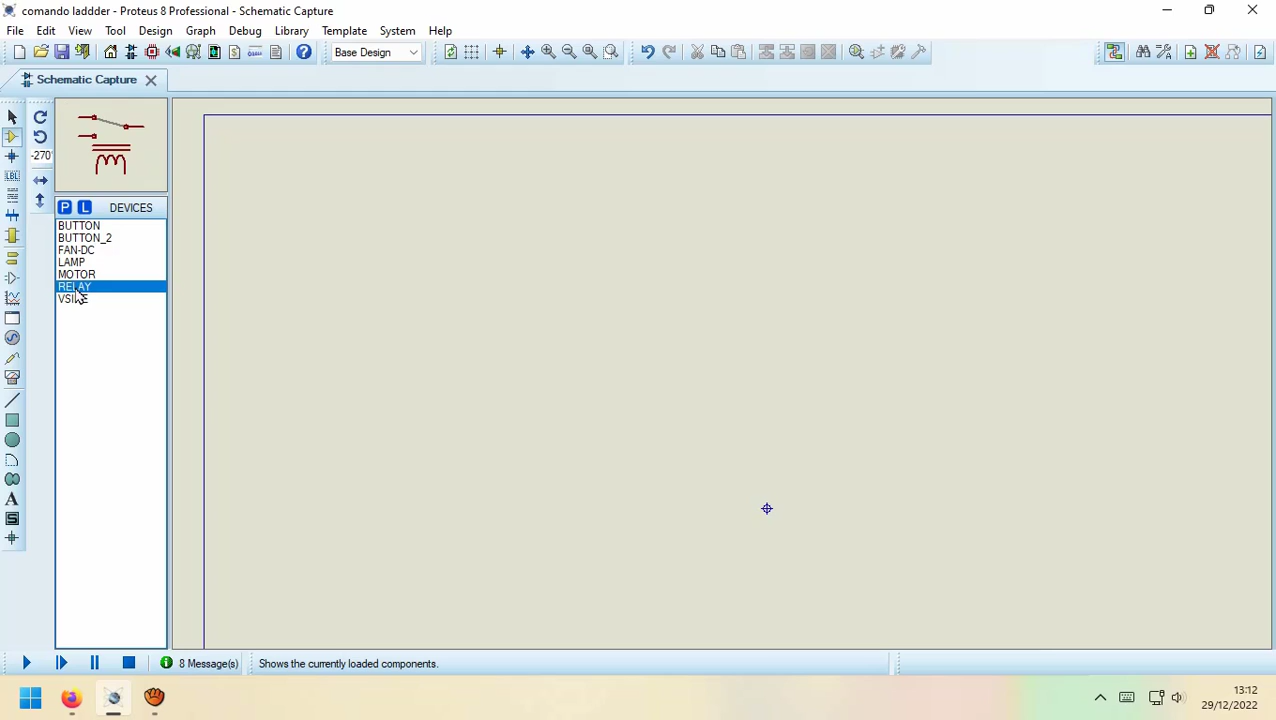 comando laddder - Proteus 8 Professional - Schematic Capture
File Edit View Tool Design Graph Debug Library Template System Help
Base Design
Schematic Capture
-270°
P L DEVICES
BUTTON
BUTTON_2
FAN-DC
LAMP
MOTOR
RELAY
LBL
A
S
8 Message(s)
Shows the currently loaded components.
13:12
29/12/2022